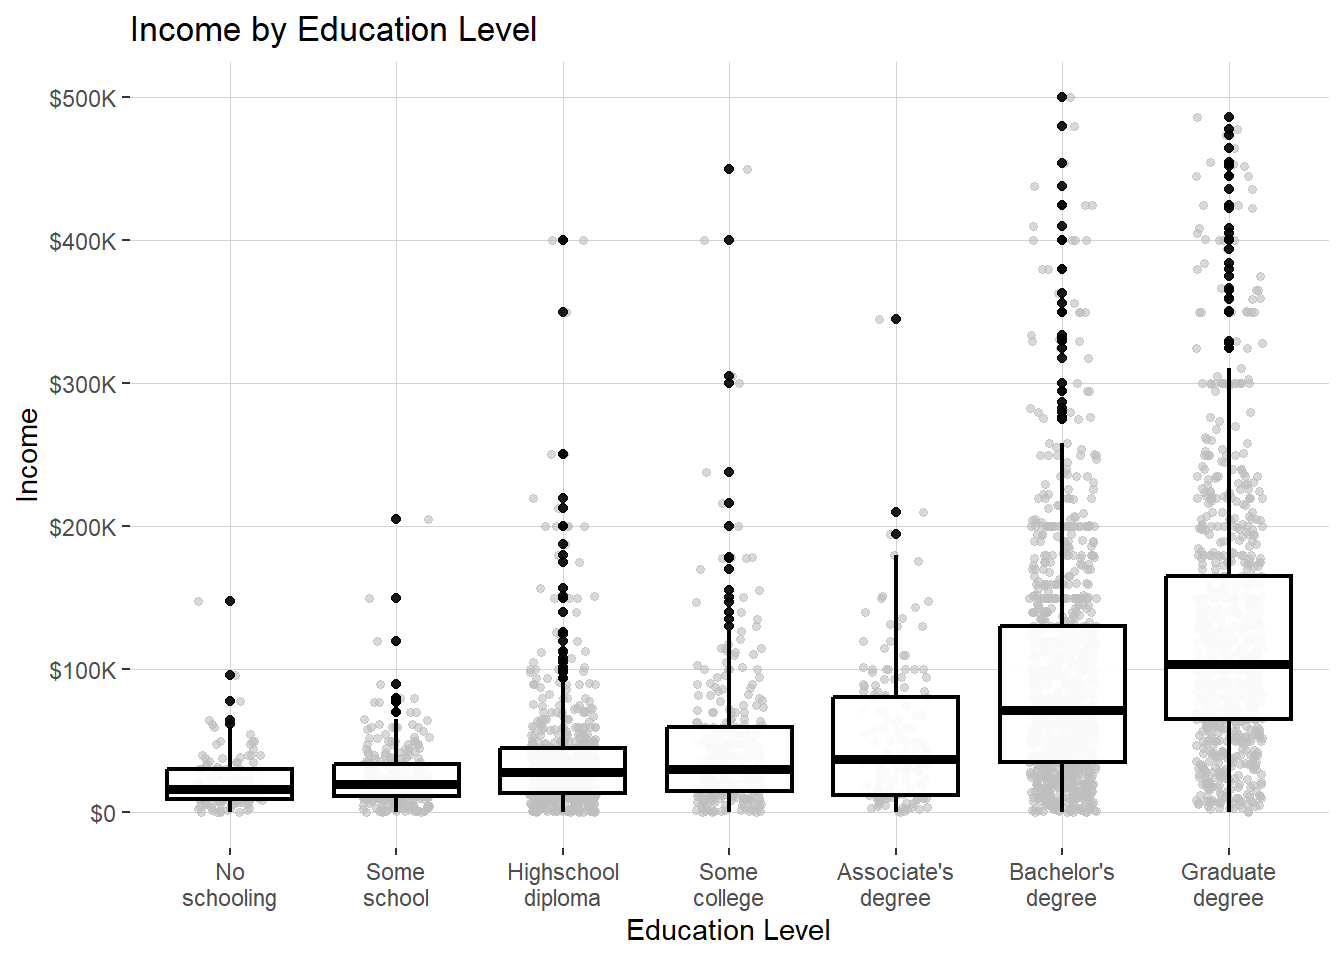 Income by Education Level
$500K
$400K
$300K
$200K
$100K
$0
Income
No
schooling
Some
school
Highschool
diploma
Some
college
Associate's
degree
Bachelor's
degree
Graduate
degree
Education Level